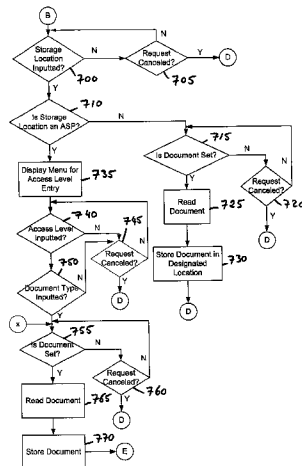 B
Storage
Location
Inputted?
N
Request
Canceled?
Y
D
700
705
N
Y
710
Is Storage
Location an ASP?
N
Y
715
Is Document Set?
N
Y
Request
Canceled?
N
720
Y
D
Display Menu for
Access Level
Entry
735
Read
Document
725
740
Access Level
Inputted?
N
Y
745
Request
Canceled?
N
Y
D
Store Document in
Designated
Location
730
D
750
Document Type
Inputted?
N
Y
x
755
Is Document
Set?
N
Y
Request
Canceled?
N
760
Y
D
Read Document
765
Store Document
770
E